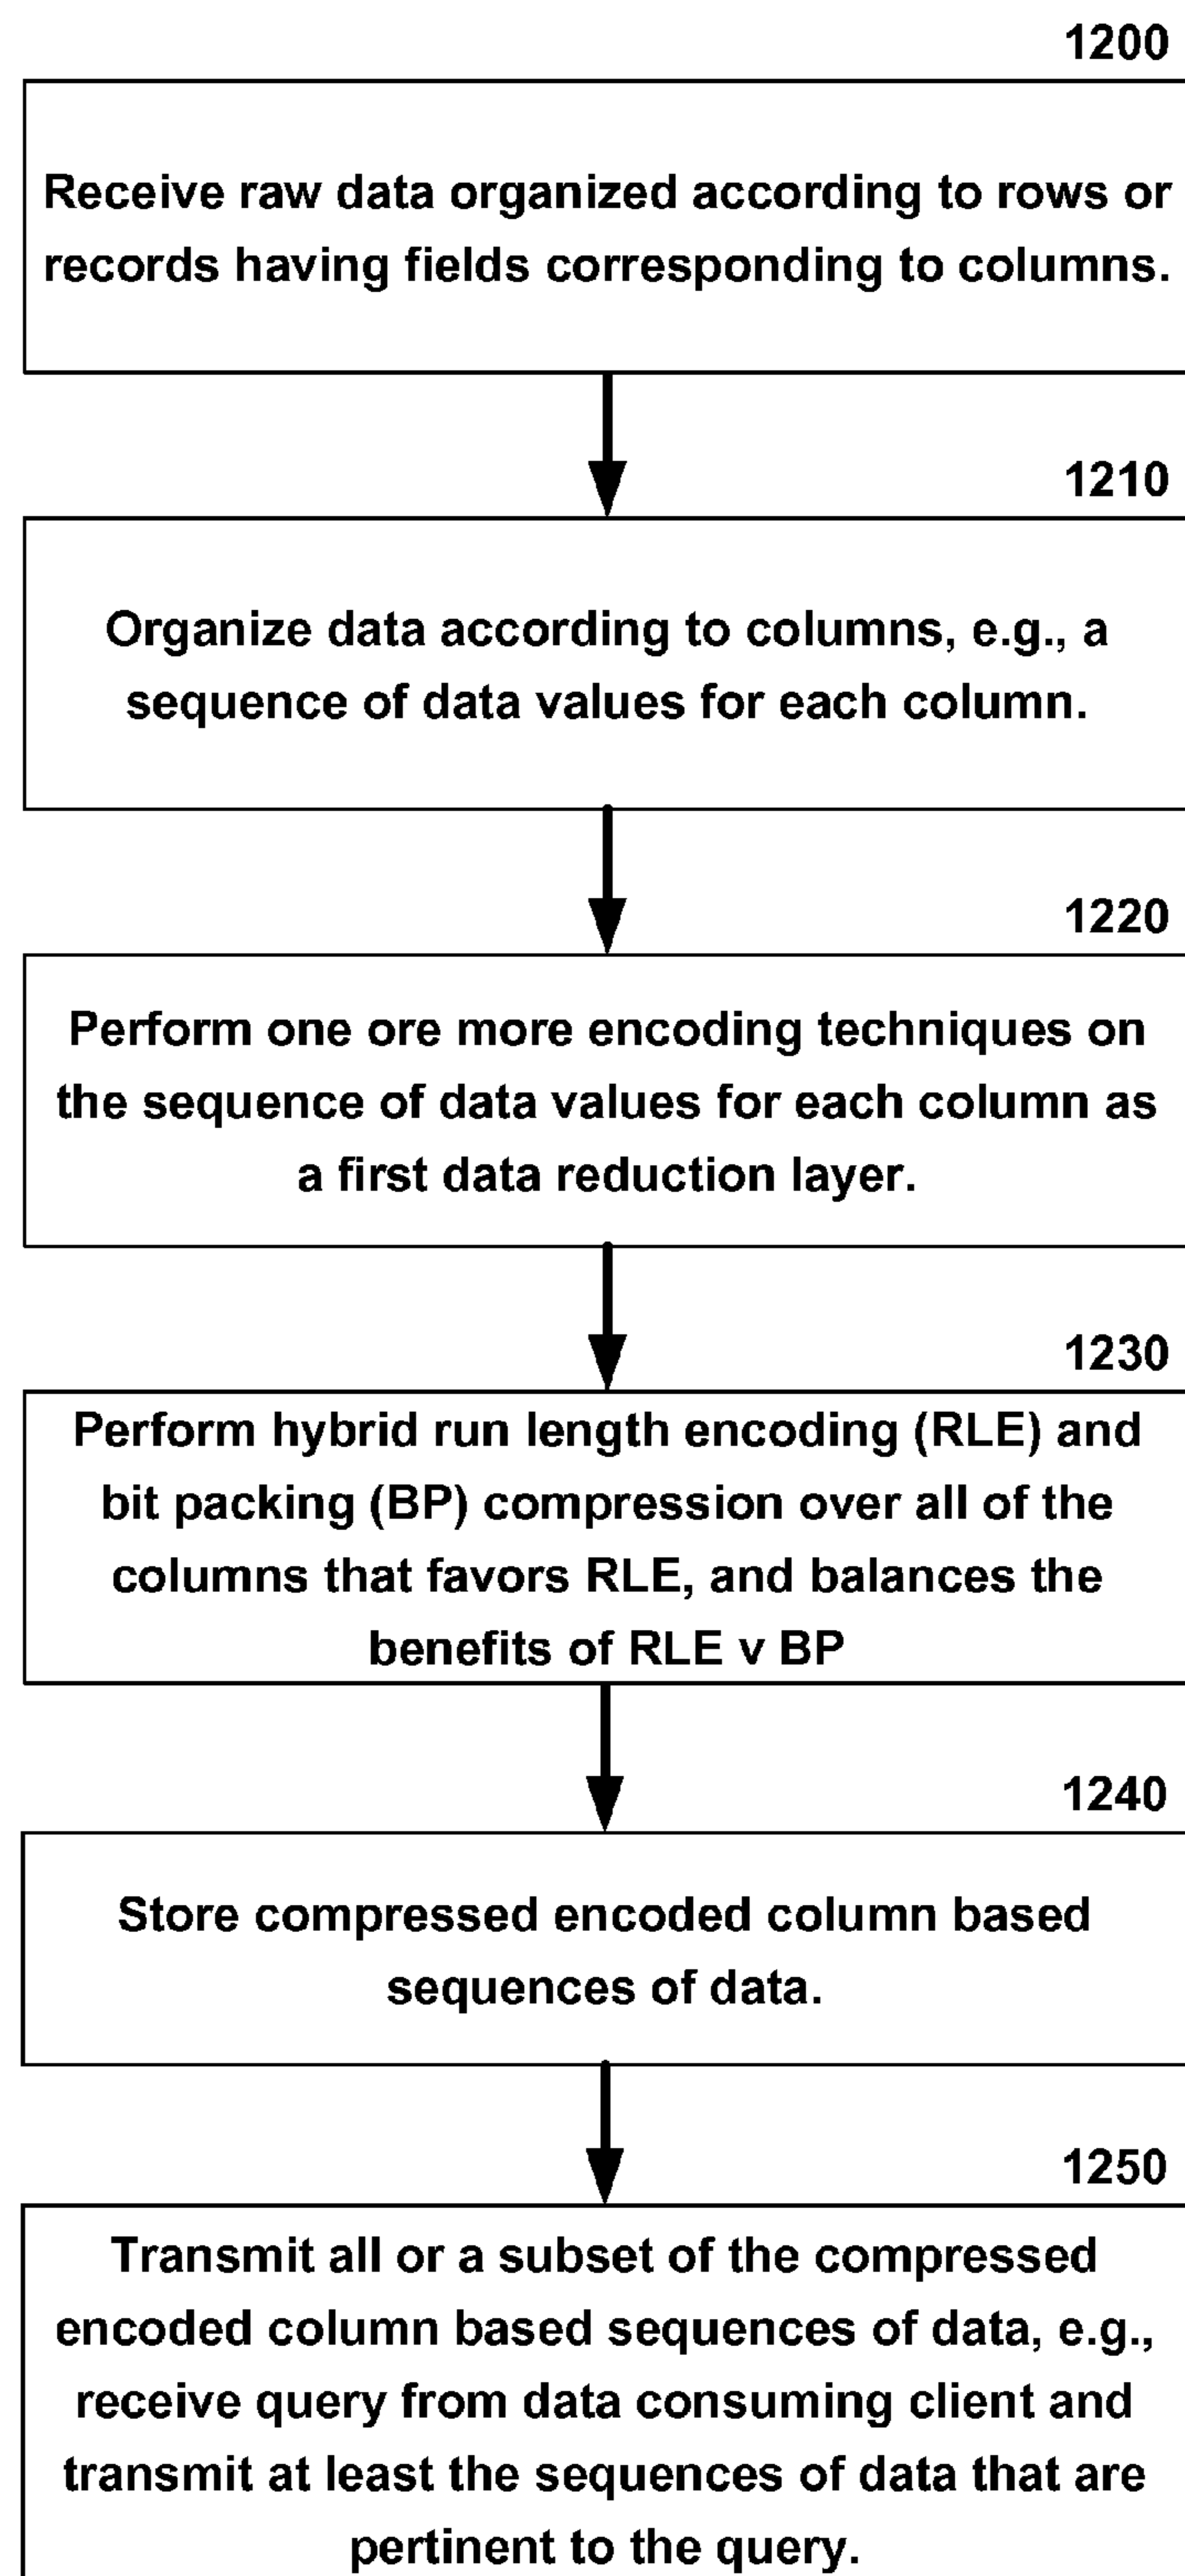 1200
Receive raw data organized according to rows or
records having fields corresponding to columns.
1210
Organize data according to columns, e.g., a
sequence of data values for each column.
1220
Perform one ore more encoding techniques on
the sequence of data values for each column as
a first data reduction layer.
1230
Perform hybrid run length encoding (RLE) and
bit packing (BP) compression over all of the
columns that favors RLE, and balances the
benefits of RLE v BP
1240
Store compressed encoded column based
sequences of data.
1250
Transmit all or a subset of the compressed
encoded column based sequences of data, e.g.,
receive query from data consuming client and
transmit at least the sequences of data that are
pertinent to the query.